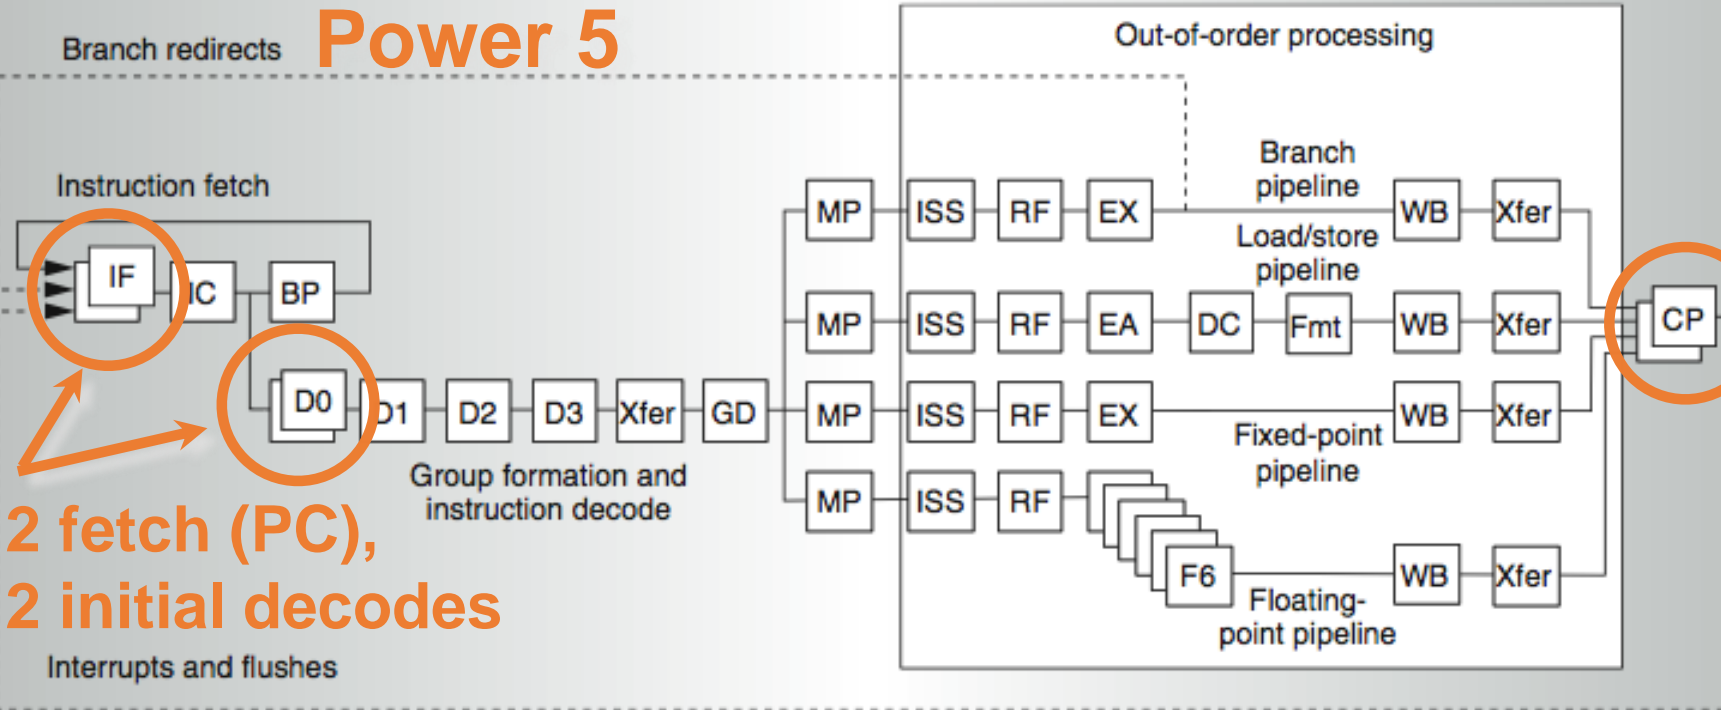 Power 5
Branch redirects
Out-of-order processing
Instruction fetch
Branch
pipeline
MP ISS RF EX WB Xfer
Load/store
pipeline
IF IC BP
MP ISS RF EA DC Fmt WB Xfer
CP
D0 D1 D2 D3 Xfer GD
MP ISS RF EX WB Xfer
Fixed-point
pipeline
Group formation and
instruction decode
MP ISS RF
F6 WB Xfer
Floating-
point pipeline
2 fetch (PC),
2 initial decodes
Interrupts and flushes